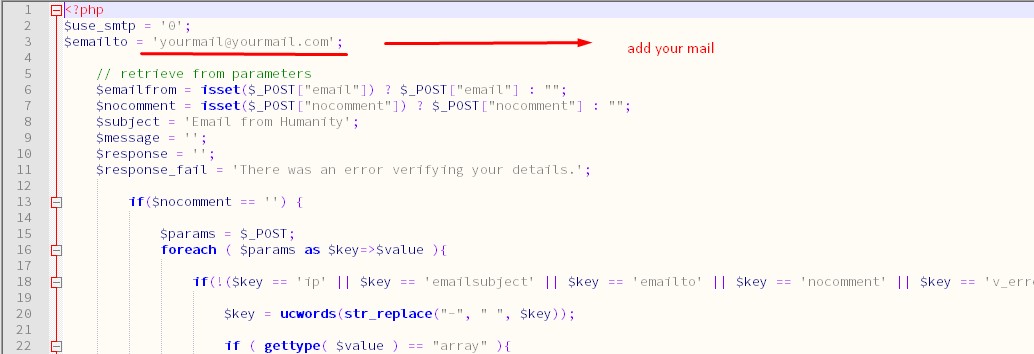 1 <?php
2 $use_smtp = '0';
3 $emailto = 'yourmail@yourmail.com'; add your mail
4
5 // retrieve from parameters
6 $emailfrom = isset($_POST["email"]) ? $_POST["email"] : "";
7 $nocomment = isset($_POST["nocomment"]) ? $_POST["nocomment"] : "";
8 $subject = 'Email from Humanity';
9 $message = '';
10 $response = '';
11 $response_fail = 'There was an error verifying your details.';
12
13 if($nocomment == '') {
14
15 $params = $_POST;
16 foreach ( $params as $key=>$value ){
17
18 if(!($key == 'ip' || $key == 'emailsubject' || $key == 'emailto' || $key == 'nocomment' || $key == 'v_erro
19
20 $key = ucwords(str_replace("-", " ", $key));
21
22 if ( gettype( $value ) == "array" ){